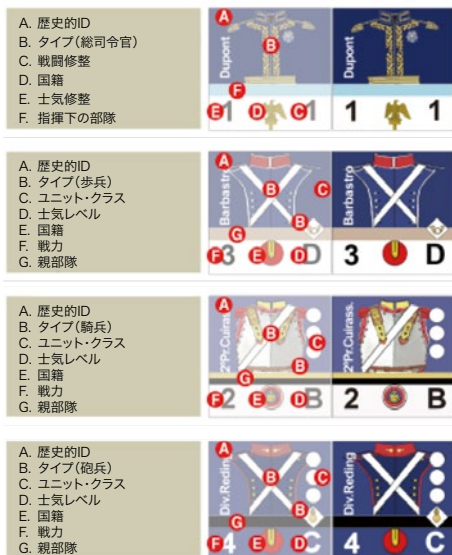 A. 歴史的ID
B. タイプ(総司令官)
C. 戦闘修整
D. 国籍
E. 士気修整
F. 指揮下の部隊
A
Dupont
B
F
E 1 D C 1
Dupont
1 1
A. 歴史的ID
B. タイプ(歩兵)
C. ユニット・クラス
D. 士気レベル
E. 国籍
F. 戦力
G. 親部隊
A
Barbastro
B C
B
G
F 3 E D D
Barbastro
3 D
A. 歴史的ID
B. タイプ(騎兵)
C. ユニット・クラス
D. 士気レベル
E. 国籍
F. 戦力
G. 親部隊
A
2°Pr.Cuirass.
B C
B
G
F 2 E D B
2°Pr.Cuirass.
2 B
A. 歴史的ID
B. タイプ(砲兵)
C. ユニット・クラス
D. 士気レベル
E. 国籍
F. 戦力
G. 親部隊
A
Div.Reding
B C
B
G
F 4 E D C
Div.Reding
4 C